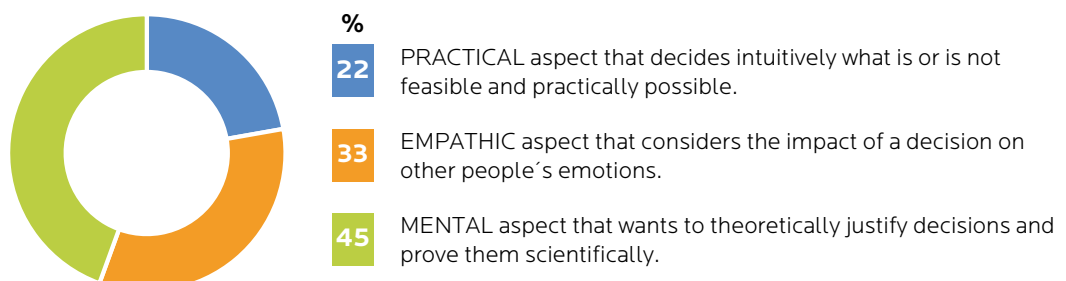 %
22
PRACTICAL aspect that decides intuitively what is or is not
feasible and practically possible.
33
EMPATHIC aspect that considers the impact of a decision on
other people´s emotions.
45
MENTAL aspect that wants to theoretically justify decisions and
prove them scientifically.